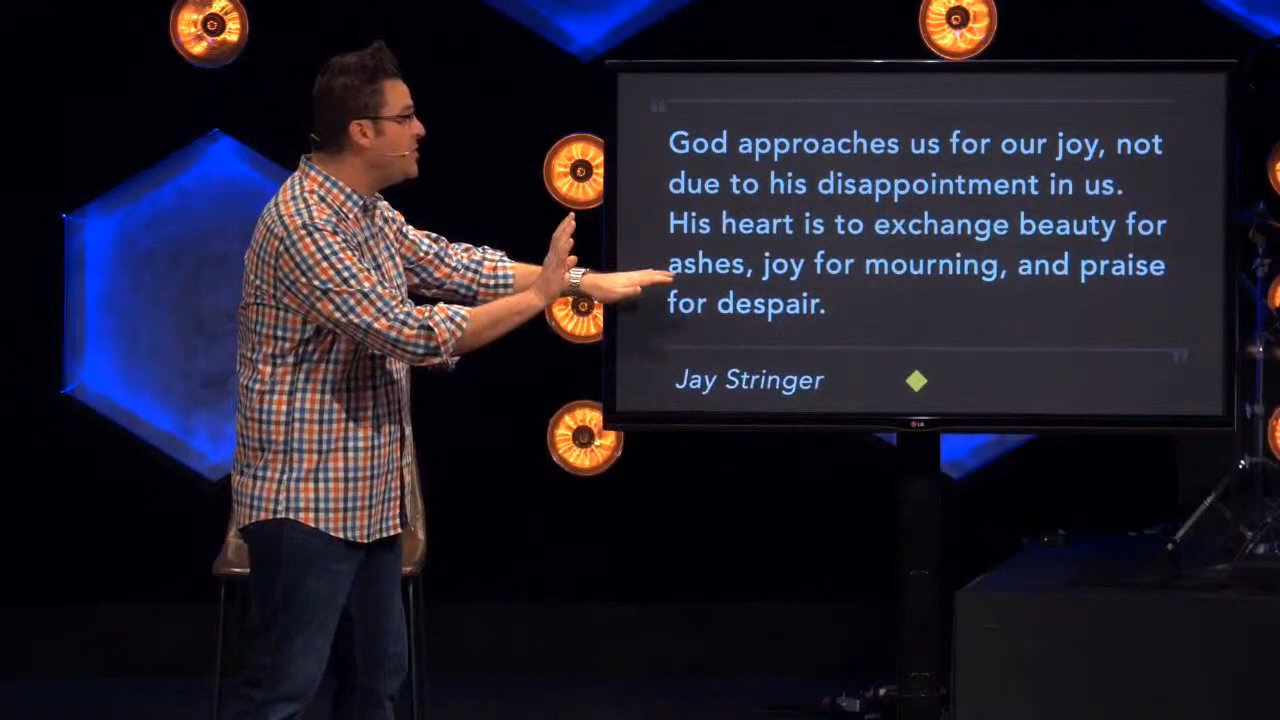 God approaches us for our joy, not
due to his disappointment in us.
His heart is to exchange beauty for
ashes, joy for mourning, and praise
for despair.
Jay Stringer
LG